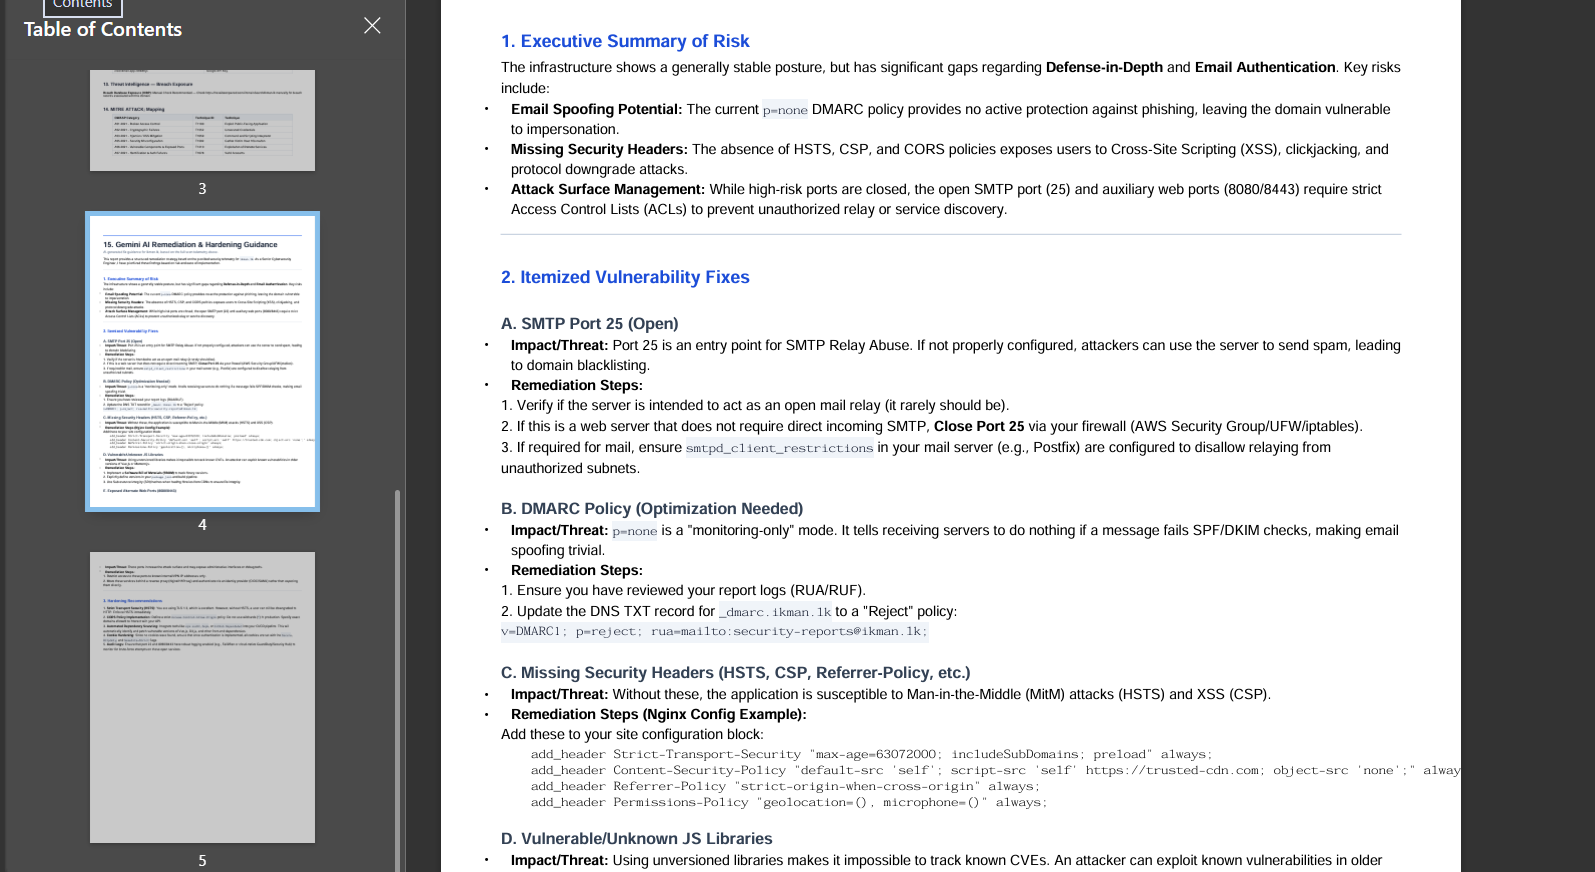 Contents
Table of Contents
3
15. Gemini AI Remediation & Hardening Guidance
4
5
1. Executive Summary of Risk
The infrastructure shows a generally stable posture, but has significant gaps regarding Defense-in-Depth and Email Authentication. Key risks
include:
• Email Spoofing Potential: The current p=none DMARC policy provides no active protection against phishing, leaving the domain vulnerable
to impersonation.
• Missing Security Headers: The absence of HSTS, CSP, and CORS policies exposes users to Cross-Site Scripting (XSS), clickjacking, and
protocol downgrade attacks.
• Attack Surface Management: While high-risk ports are closed, the open SMTP port (25) and auxiliary web ports (8080/8443) require strict
Access Control Lists (ACLs) to prevent unauthorized relay or service discovery.
2. Itemized Vulnerability Fixes
A. SMTP Port 25 (Open)
• Impact/Threat: Port 25 is an entry point for SMTP Relay Abuse. If not properly configured, attackers can use the server to send spam, leading
to domain blacklisting.
• Remediation Steps:
1. Verify if the server is intended to act as an open mail relay (it rarely should be).
2. If this is a web server that does not require direct incoming SMTP, Close Port 25 via your firewall (AWS Security Group/UFW/iptables).
3. If required for mail, ensure smtpd_client_restrictions in your mail server (e.g., Postfix) are configured to disallow relaying from
unauthorized subnets.
B. DMARC Policy (Optimization Needed)
• Impact/Threat: p=none is a "monitoring-only" mode. It tells receiving servers to do nothing if a message fails SPF/DKIM checks, making email
spoofing trivial.
• Remediation Steps:
1. Ensure you have reviewed your report logs (RUA/RUF).
2. Update the DNS TXT record for _dmarc.ikman.lk to a "Reject" policy:
v=DMARC1; p=reject; rua=mailto:security-reports@ikman.lk;
C. Missing Security Headers (HSTS, CSP, Referrer-Policy, etc.)
• Impact/Threat: Without these, the application is susceptible to Man-in-the-Middle (MitM) attacks (HSTS) and XSS (CSP).
• Remediation Steps (Nginx Config Example):
Add these to your site configuration block:
add_header Strict-Transport-Security "max-age=63072000; includeSubDomains; preload" always;
add_header Content-Security-Policy "default-src 'self'; script-src 'self' https://trusted-cdn.com; object-src 'none';" alway
add_header Referrer-Policy "strict-origin-when-cross-origin" always;
add_header Permissions-Policy "geolocation=(), microphone=()" always;
D. Vulnerable/Unknown JS Libraries
• Impact/Threat: Using unversioned libraries makes it impossible to track known CVEs. An attacker can exploit known vulnerabilities in older